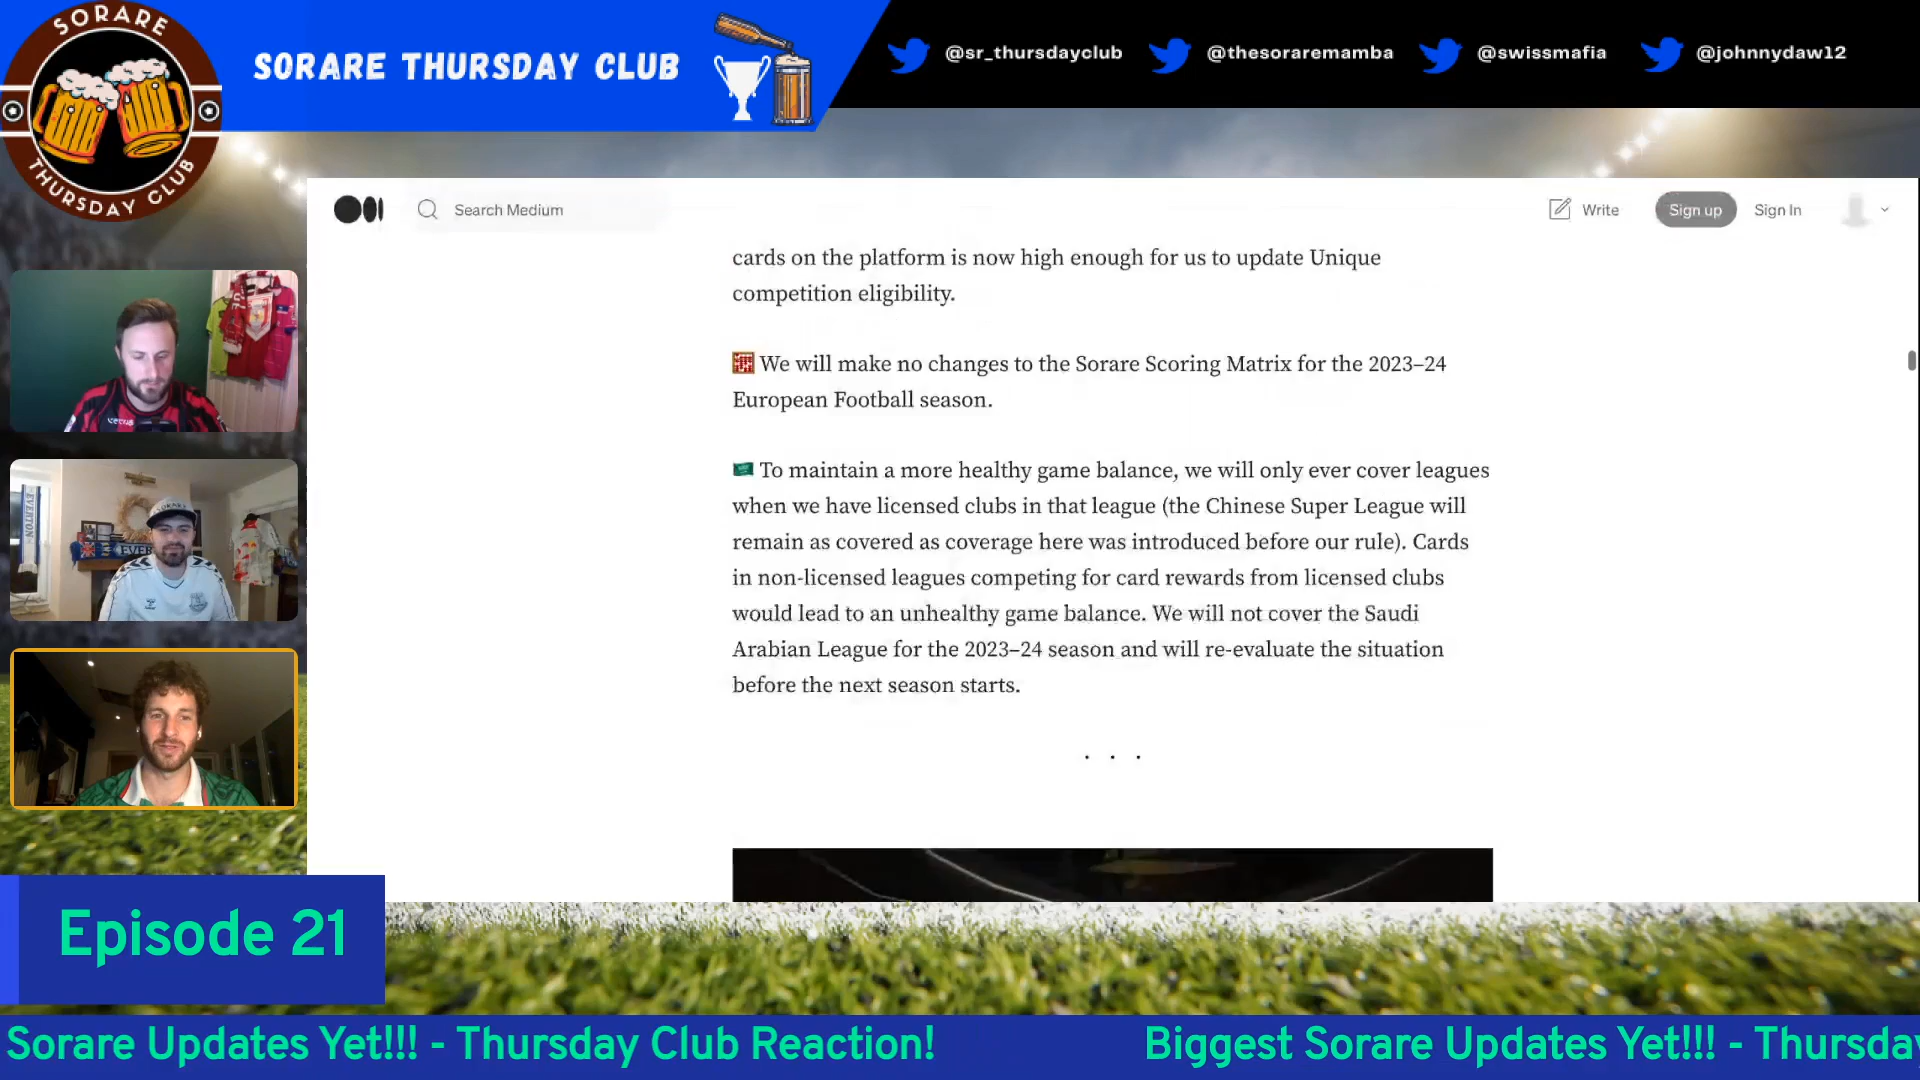 SORARE
THURSDAY CLUB
SORARE THURSDAY CLUB
@sr_thursdayclub
@thesoraremamba
@swissmafia
@johnnydaw12
Search Medium
Write
Sign up
Sign In
cards on the platform is now high enough for us to update Unique
competition eligibility.
We will make no changes to the Sorare Scoring Matrix for the 2023–24
European Football season.
To maintain a more healthy game balance, we will only ever cover leagues
when we have licensed clubs in that league (the Chinese Super League will
remain as covered as coverage here was introduced before our rule). Cards
in non-licensed leagues competing for card rewards from licensed clubs
would lead to an unhealthy game balance. We will not cover the Saudi
Arabian League for the 2023–24 season and will re-evaluate the situation
before the next season starts.
. . .
EVERTON
SORARE
EVER
Episode 21
Sorare Updates Yet!!! - Thursday Club Reaction!
Biggest Sorare Updates Yet!!! - Thursday